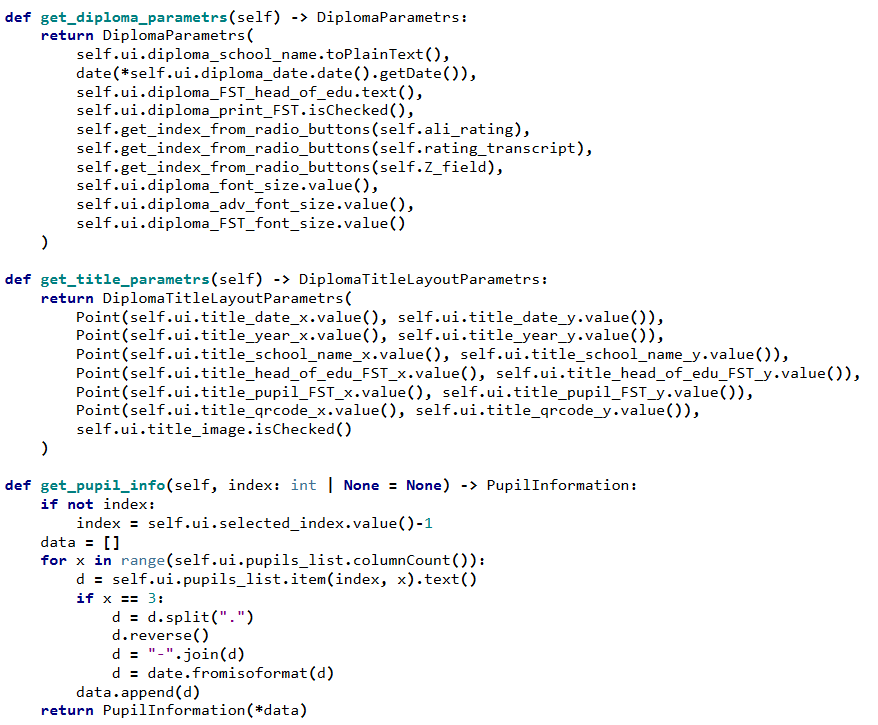 def get_diploma_parametrs(self) -> DiplomaParametrs:
    return DiplomaParametrs(
        self.ui.diploma_school_name.toPlainText(),
        date(*self.ui.diploma_date.date().getDate()),
        self.ui.diploma_FST_head_of_edu.text(),
        self.ui.diploma_print_FST.isChecked(),
        self.get_index_from_radio_buttons(self.ali_rating),
        self.get_index_from_radio_buttons(self.rating_transcript),
        self.get_index_from_radio_buttons(self.Z_field),
        self.ui.diploma_font_size.value(),
        self.ui.diploma_adv_font_size.value(),
        self.ui.diploma_FST_font_size.value()
    )

def get_title_parametrs(self) -> DiplomaTitleLayoutParametrs:
    return DiplomaTitleLayoutParametrs(
        Point(self.ui.title_date_x.value(), self.ui.title_date_y.value()),
        Point(self.ui.title_year_x.value(), self.ui.title_year_y.value()),
        Point(self.ui.title_school_name_x.value(), self.ui.title_school_name_y.value()),
        Point(self.ui.title_head_of_edu_FST_x.value(), self.ui.title_head_of_edu_FST_y.value()),
        Point(self.ui.title_pupil_FST_x.value(), self.ui.title_pupil_FST_y.value()),
        Point(self.ui.title_qrcode_x.value(), self.ui.title_qrcode_y.value()),
        self.ui.title_image.isChecked()
    )

def get_pupil_info(self, index: int | None = None) -> PupilInformation:
    if not index:
        index = self.ui.selected_index.value()-1
    data = []
    for x in range(self.ui.pupils_list.columnCount()):
        d = self.ui.pupils_list.item(index, x).text()
        if x == 3:
            d = d.split(".")
            d.reverse()
            d = "-".join(d)
            d = date.fromisoformat(d)
        data.append(d)
    return PupilInformation(*data)